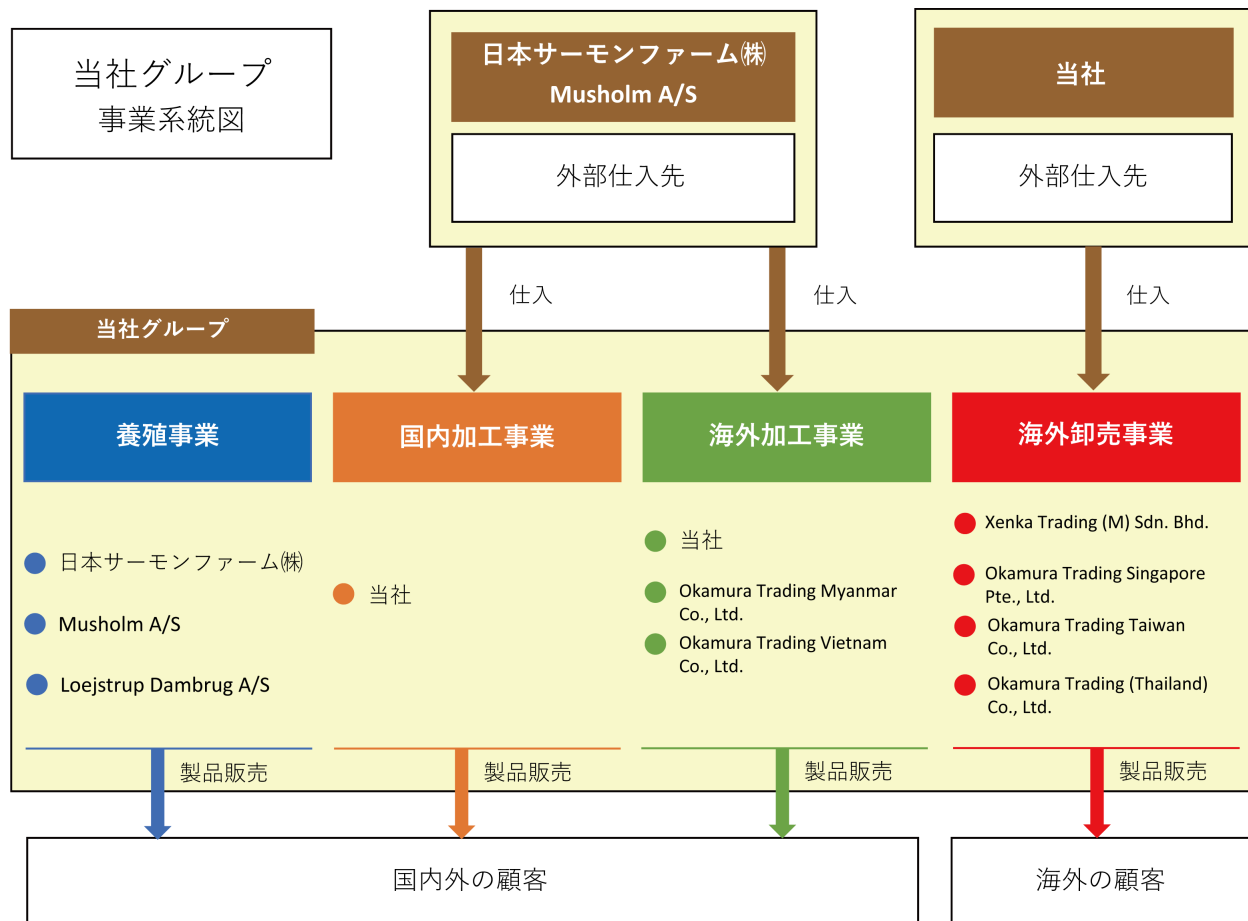 当社グループ
事業系統図
日本サーモンファーム㈱
Musholm A/S
外部仕入先
当社
外部仕入先
仕入
仕入
仕入
当社グループ
養殖事業
国内加工事業
海外加工事業
海外卸売事業
日本サーモンファーム㈱
Musholm A/S
Loejstrup Dambrug A/S
当社
当社
Okamura Trading Myanmar
Co., Ltd.
Okamura Trading Vietnam
Co., Ltd.
Xenka Trading (M) Sdn. Bhd.
Okamura Trading Singapore
Pte., Ltd.
Okamura Trading Taiwan
Co., Ltd.
Okamura Trading (Thailand)
Co., Ltd.
製品販売
製品販売
製品販売
製品販売
国内外の顧客
海外の顧客